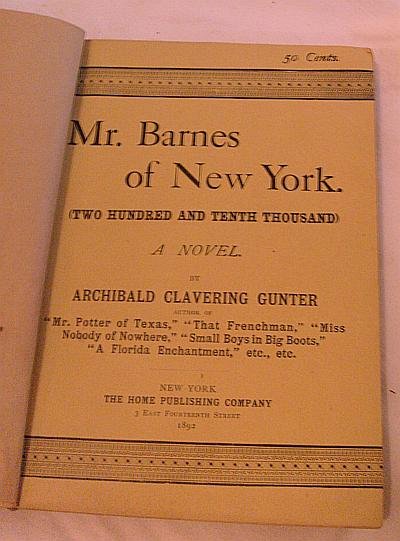 50 Cents.
Mr. Barnes
of New York.
(TWO HUNDRED AND TENTH THOUSAND)
A NOVEL.
BY
ARCHIBALD CLAVERING GUNTER
AUTHOR OF
"Mr. Potter of Texas," "That Frenchman," "Miss
Nobody of Nowhere," "Small Boys in Big Boots,"
"A Florida Enchantment," etc., etc.
NEW YORK
THE HOME PUBLISHING COMPANY
3 EAST FOURTEENTH STREET
1892